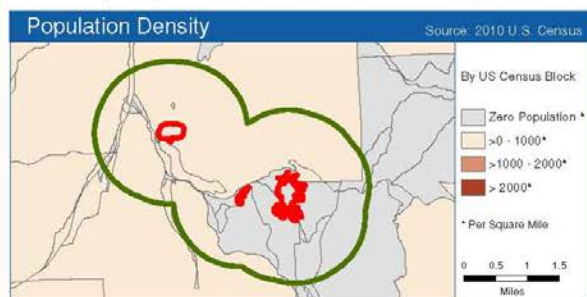 Population Density
Source: 2010 U.S. Census
By US Census Block
Zero Population *
>0 - 1000*
>1000 - 2000*
> 2000*
* Per Square Mile
0 0.5 1 1.5
Miles